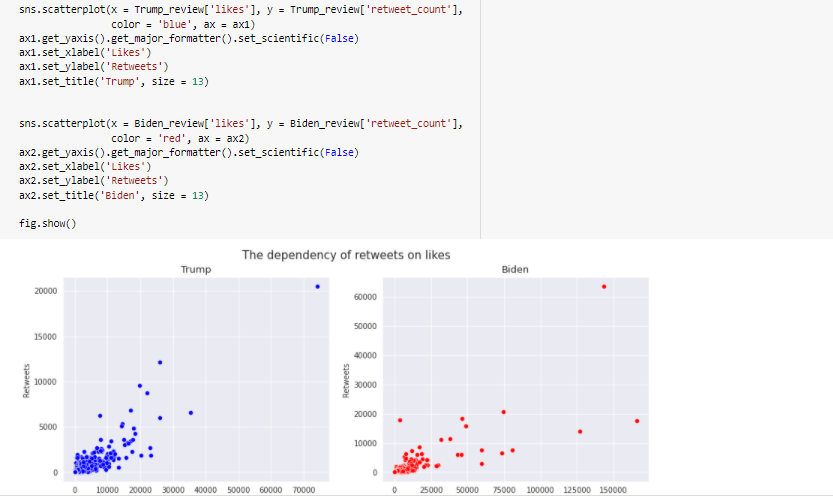 sns.scatterplot(x = Trump_review['likes'], y = Trump_review['retweet_count'],
color = 'blue', ax = ax1)
ax1.get_yaxis().get_major_formatter().set_scientific(False)
ax1.set_xlabel('Likes')
ax1.set_ylabel('Retweets')
ax1.set_title('Trump', size = 13)
sns.scatterplot(x = Biden_review['likes'], y = Biden_review['retweet_count'],
color = 'red', ax = ax2)
ax2.get_yaxis().get_major_formatter().set_scientific(False)
ax2.set_xlabel('Likes')
ax2.set_ylabel('Retweets')
ax2.set_title('Biden', size = 13)
fig.show()
The dependency of retweets on likes
Trump
20000
15000
10000
5000
0
Retweets
0 10000 20000 30000 40000 50000 60000 70000
Biden
60000
50000
40000
30000
20000
10000
0
Retweets
0 25000 50000 75000 100000 125000 150000